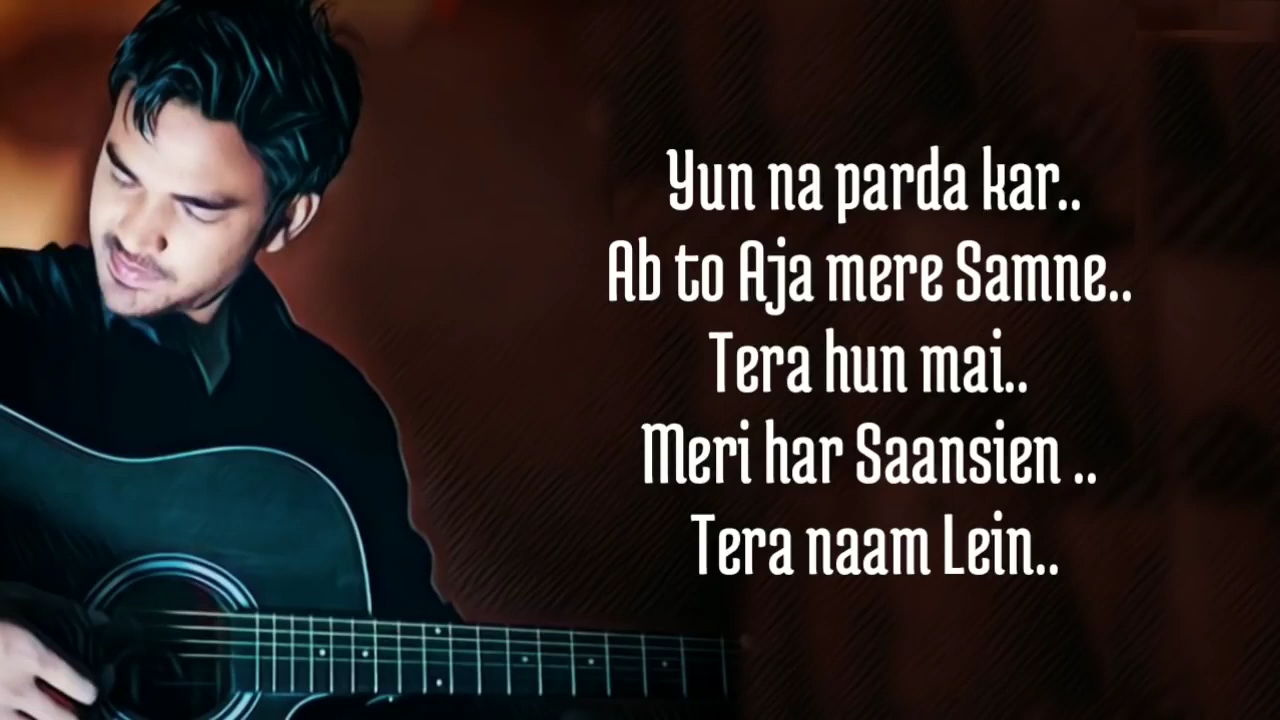 Yun na parda kar..
Ab to Aja mere Samne..
Tera hun mai..
Meri har Saansien ..
Tera naam Lein..